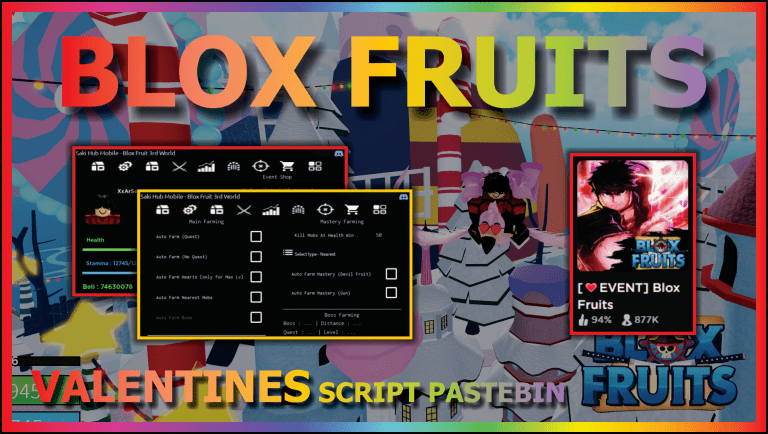 BLOX FRUITS
Saki Hub Mobile - Blox Fruit 3rd World
Event Shop
Health
Stamina : 12745/1
Beli : 74630078
Saki Hub Mobile - Blox Fruit 3rd World
Main Farming
Mastery Farming
Auto Farm (Quest)
Kill Mobs At Health min : 50
Auto Farm (No Quest)
Select type - Nearest
Auto Farm Hearts (only For Max lvl
Auto Farm Mastery (Devil Fruit)
Auto Farm Nearest Mobs
Auto Farm Mastery (Gun)
Auto Farm Bone
Boss Farming
Boss : ... | Distance : ...
Quest : ... | Level : ...
BLOX
FRUITS
[ ❤️EVENT] Blox
Fruits
94% 877K
945
745
BLOX
FRUITS
VALENTINES SCRIPT PASTEBIN